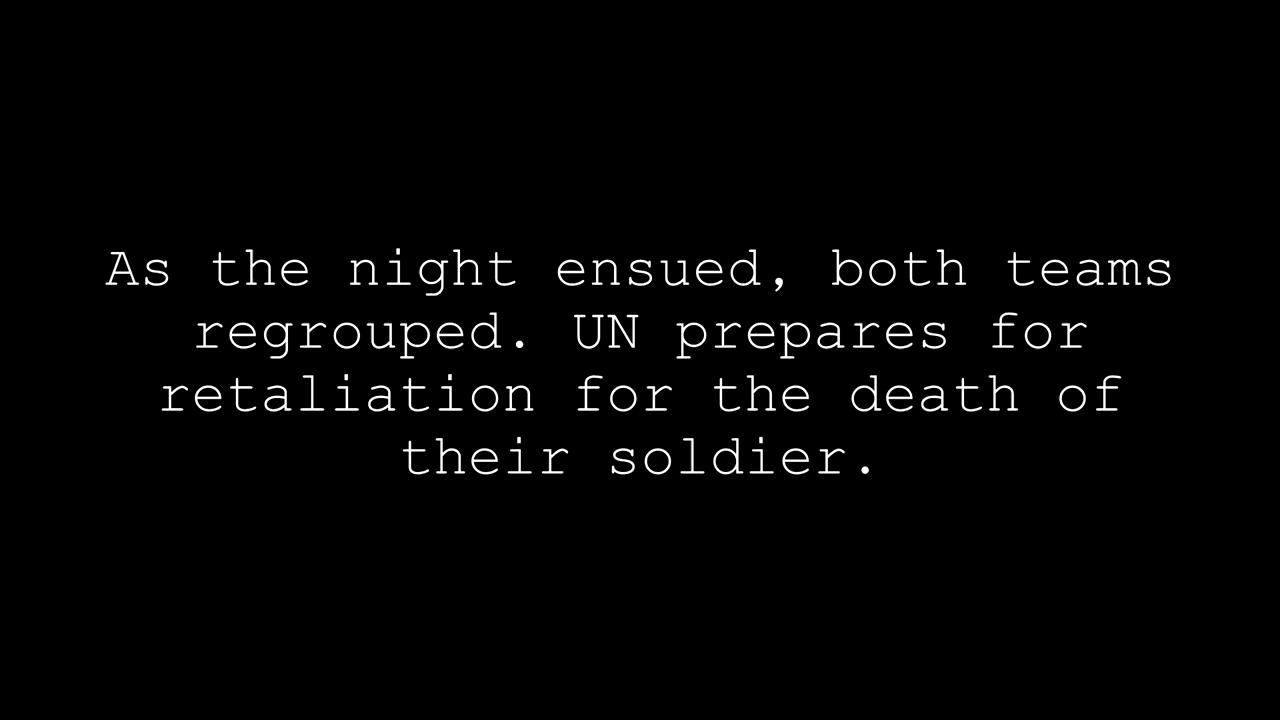 As the night ensued, both teams
regrouped. UN prepares for
retaliation for the death of
their soldier.